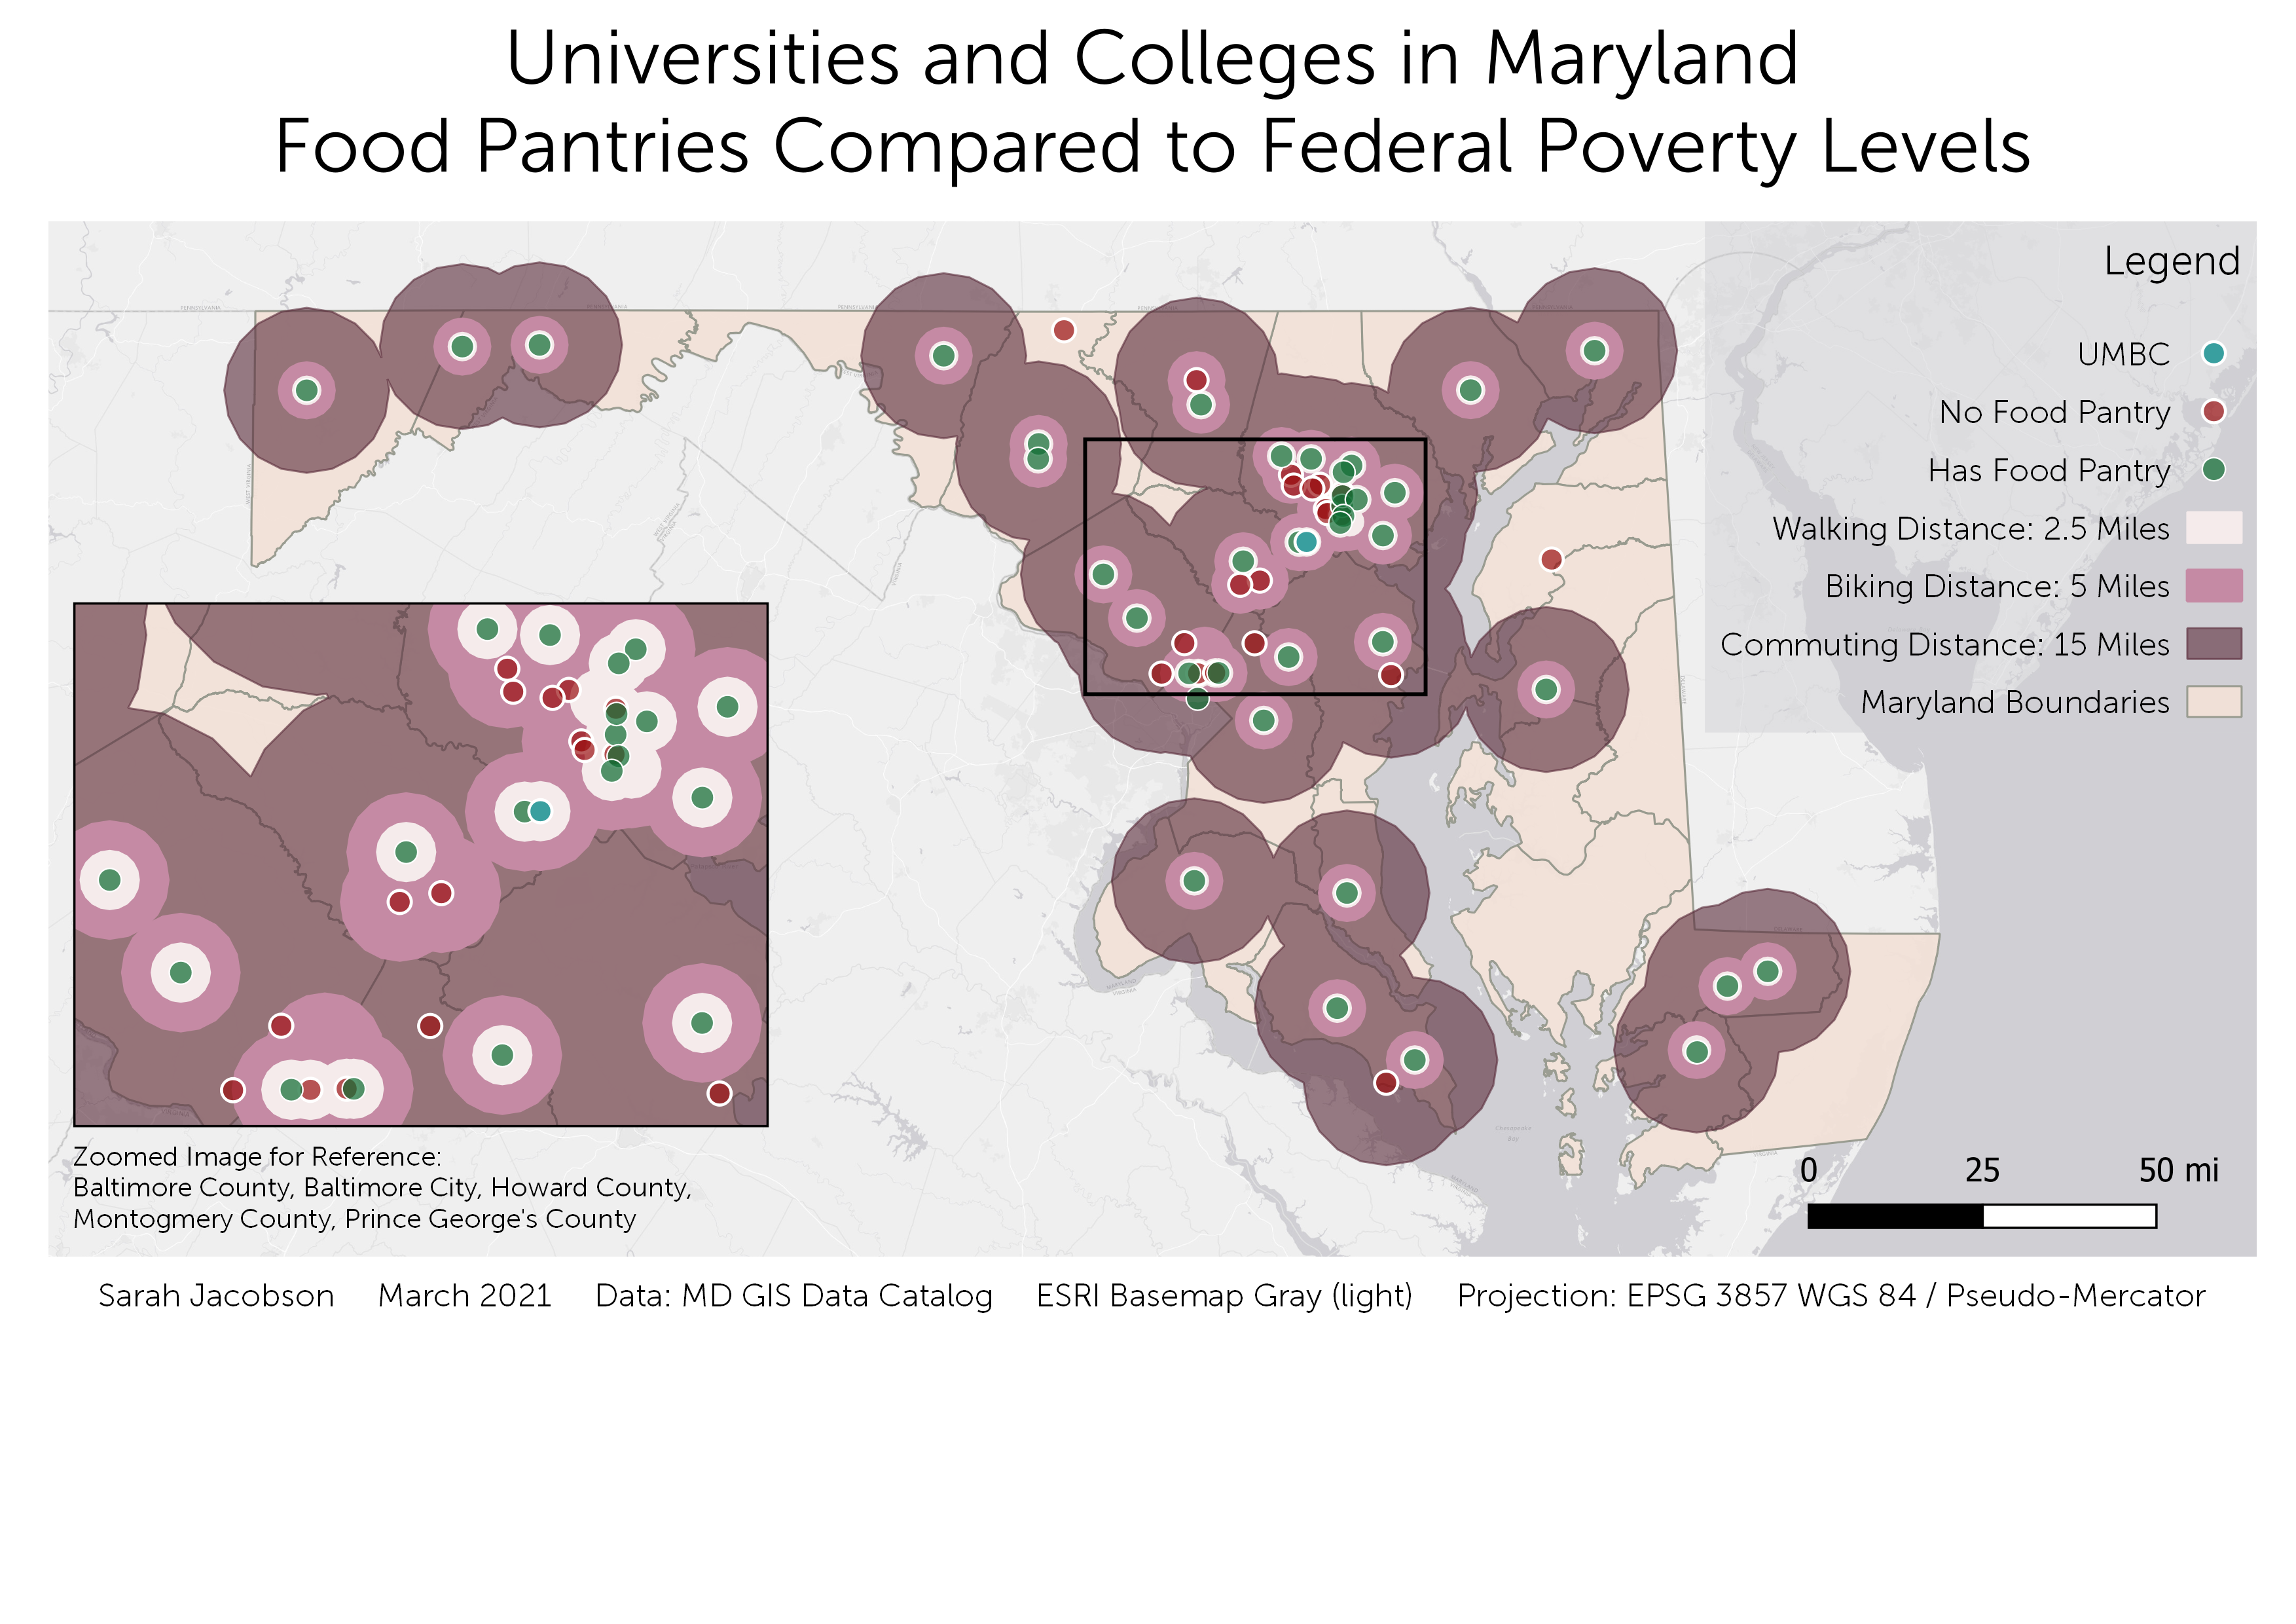 Universities and Colleges in Maryland
Food Pantries Compared to Federal Poverty Levels
Legend
UMBC
No Food Pantry
Has Food Pantry
Walking Distance: 2.5 Miles
Biking Distance: 5 Miles
Commuting Distance: 15 Miles
Maryland Boundaries
Zoomed Image for Reference:
Baltimore County, Baltimore City, Howard County,
Montogmery County, Prince George's County
0 25 50 mi
Sarah Jacobson March 2021 Data: MD GIS Data Catalog ESRI Basemap Gray (light) Projection: EPSG 3857 WGS 84 / Pseudo-Mercator